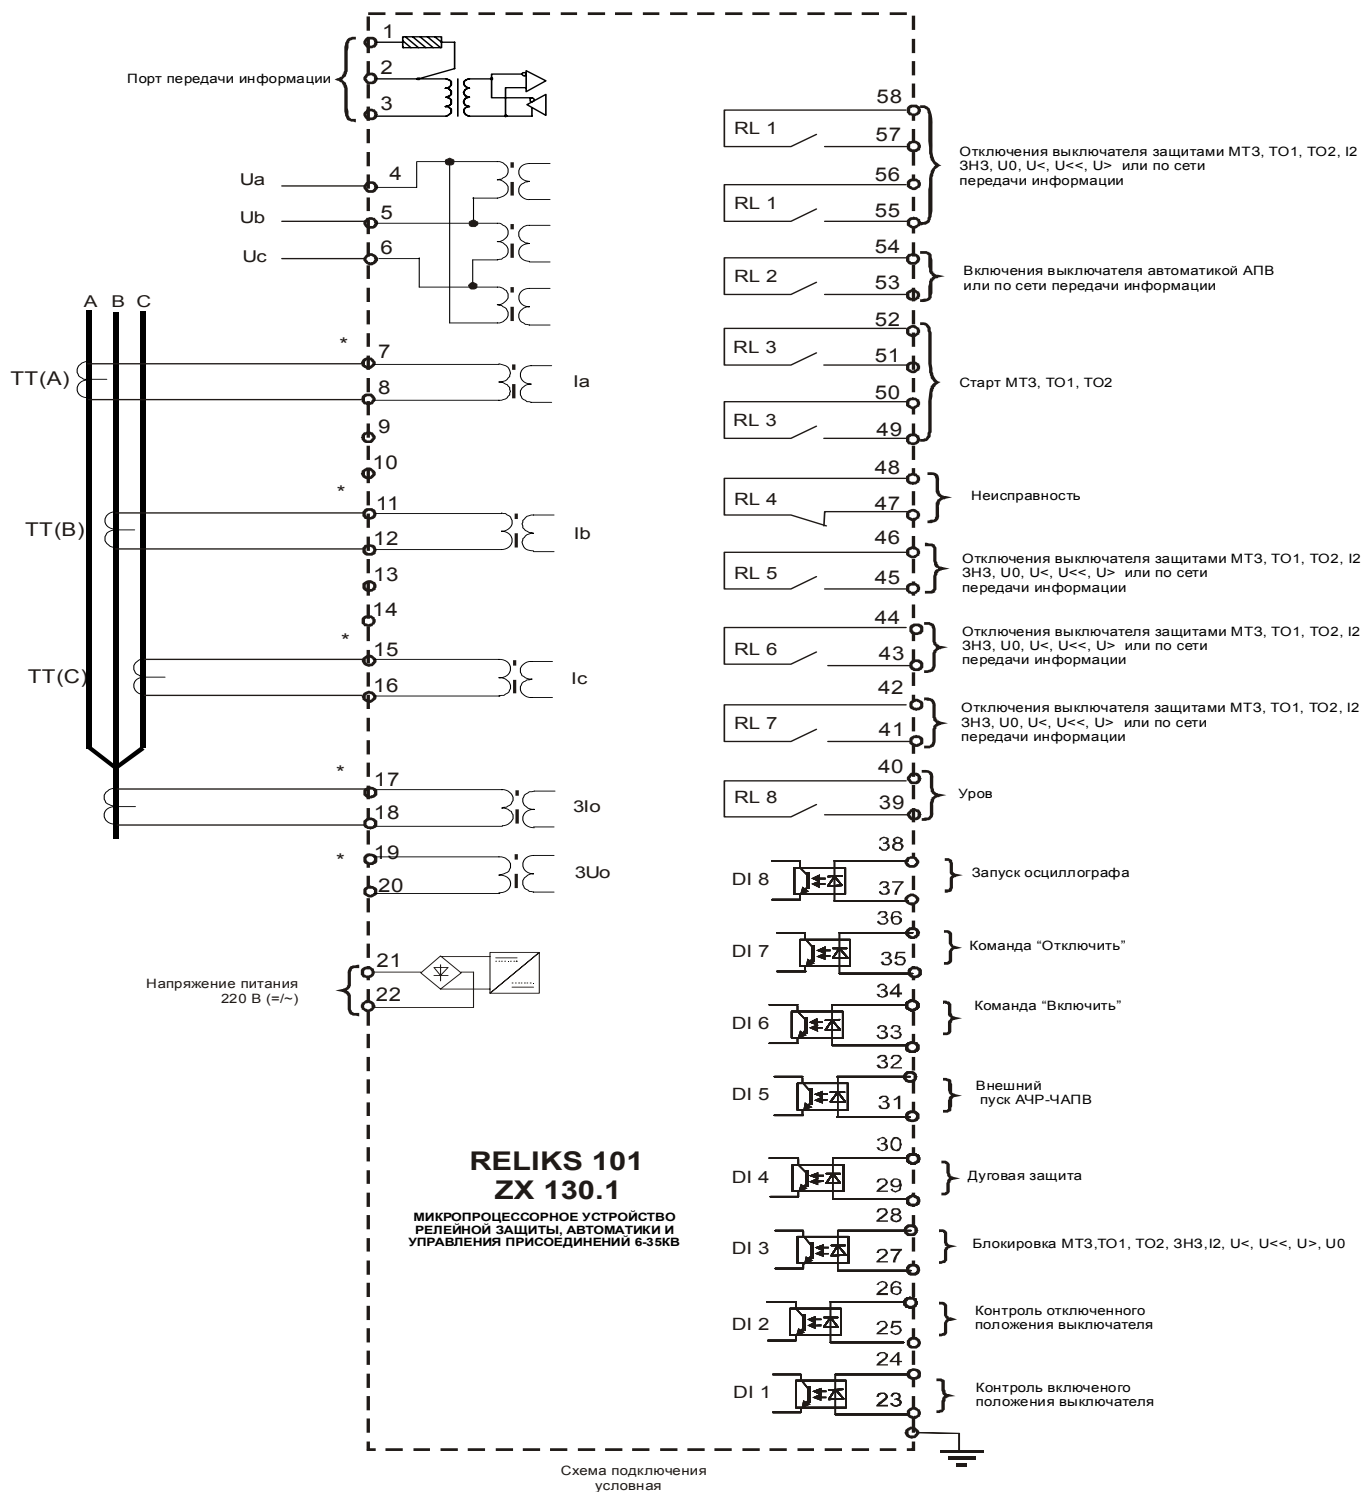 1
2
Порт передачи информации
3
Ua
4
Ub
5
Uc
6
A B C
*
7
TT(A)
8
Ia
9
10
*
11
TT(B)
12
Ib
13
14
*
15
TT(C)
16
Ic
*
17
18
3Io
*
19
20
3Uo
21
Напряжение питания
220 В (=/~)
22
RELIKS 101
ZX 130.1
МИКРОПРОЦЕССОРНОЕ УСТРОЙСТВО
РЕЛЕЙНОЙ ЗАЩИТЫ, АВТОМАТИКИ И
УПРАВЛЕНИЯ ПРИСОЕДИНЕНИЙ 6-35КВ
58
RL 1
57
56
RL 1
55
Отключения выключателя защитами МТЗ, ТО1, ТО2, I2
ЗНЗ, U0, U<, U<<, U> или по сети
передачи информации
54
RL 2
53
Включения выключателя автоматикой АПВ
или по сети передачи информации
52
RL 3
51
50
RL 3
49
Старт МТЗ, ТО1, ТО2
48
RL 4
47
Неисправность
46
RL 5
45
Отключения выключателя защитами МТЗ, ТО1, ТО2, I2
ЗНЗ, U0, U<, U<<, U> или по сети
передачи информации
44
RL 6
43
Отключения выключателя защитами МТЗ, ТО1, ТО2, I2
ЗНЗ, U0, U<, U<<, U> или по сети
передачи информации
42
RL 7
41
Отключения выключателя защитами МТЗ, ТО1, ТО2, I2
ЗНЗ, U0, U<, U<<, U> или по сети
передачи информации
40
RL 8
39
Уров
38
DI 8
37
Запуск осциллографа
36
DI 7
35
Команда “Отключить”
34
DI 6
33
Команда “Включить”
32
DI 5
31
Внешний
пуск АЧР-ЧАПВ
30
DI 4
29
Дуговая защита
28
DI 3
27
Блокировка МТЗ,ТО1, ТО2, ЗНЗ,I2, U<, U<<, U>, U0
26
DI 2
25
Контроль отключенного
положения выключателя
24
DI 1
23
Контроль включеного
положения выключателя
Схема подключения
условная